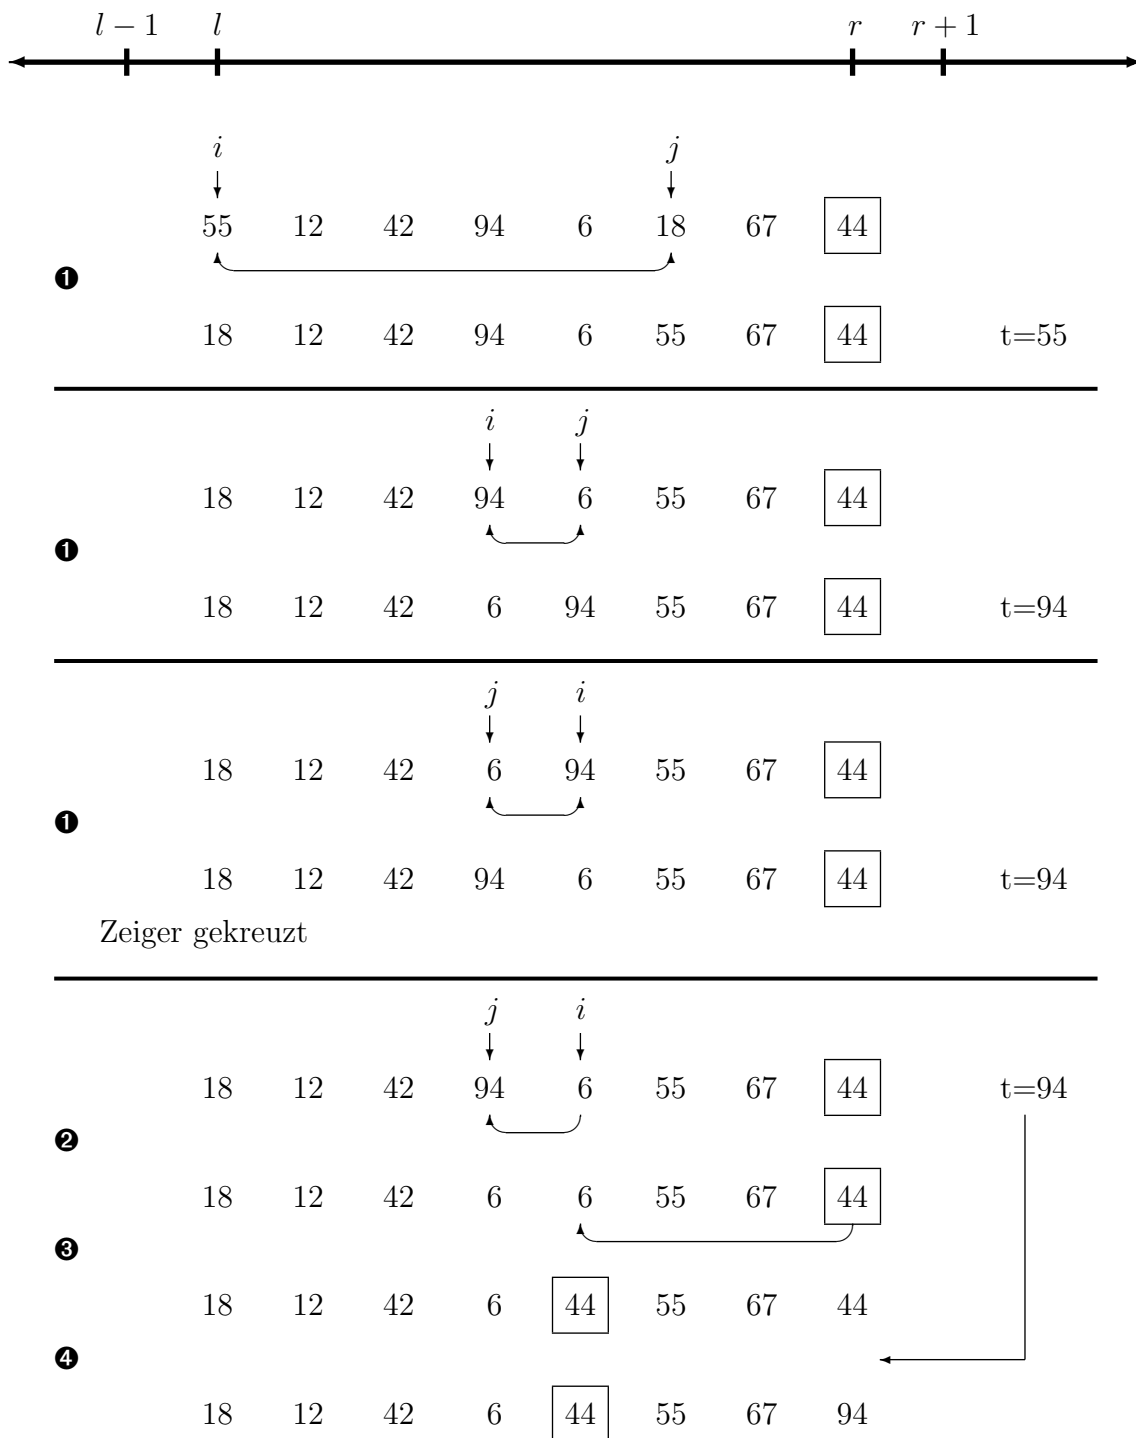 l − 1 l r r + 1
i j
55 12 42 94 6 18 67 44
❶
18 12 42 94 6 55 67 44 t=55
i j
18 12 42 94 6 55 67 44
❶
18 12 42 6 94 55 67 44 t=94
j i
18 12 42 6 94 55 67 44
❶
18 12 42 94 6 55 67 44 t=94
Zeiger gekreuzt
j i
18 12 42 94 6 55 67 44 t=94
❷
18 12 42 6 6 55 67 44
❸
18 12 42 6 44 55 67 44
❹
18 12 42 6 44 55 67 94